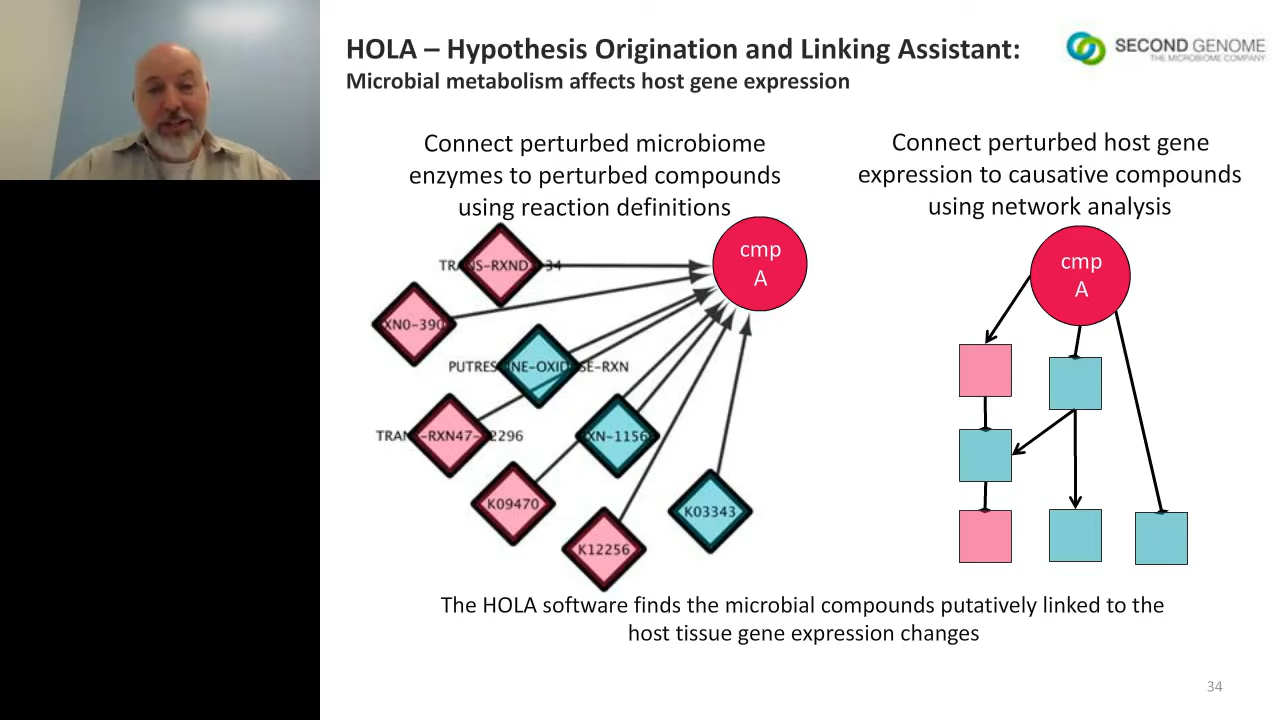 HOLA – Hypothesis Origination and Linking Assistant:
Microbial metabolism affects host gene expression
SECOND GENOME
THE MICROBIOME COMPANY
Connect perturbed microbiome
enzymes to perturbed compounds
using reaction definitions
Connect perturbed host gene
expression to causative compounds
using network analysis
cmp
A
cmp
A
XN0-390
K09470
K12256
K03343
The HOLA software finds the microbial compounds putatively linked to the
host tissue gene expression changes
34